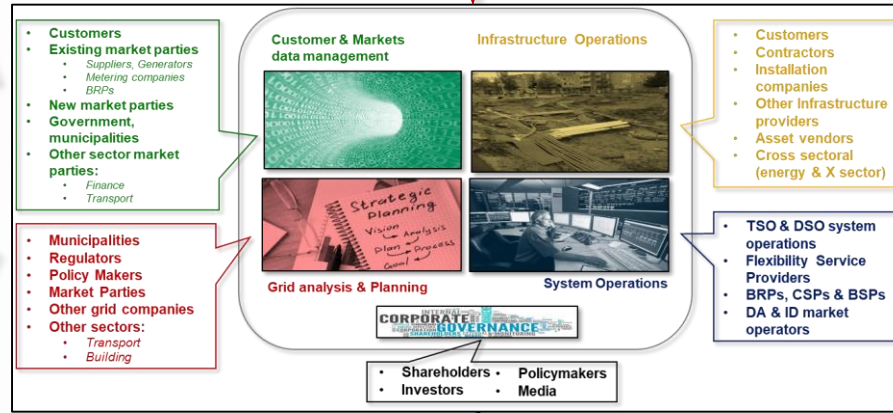 Customers
Existing market parties
Suppliers, Generators
Metering companies
BRPs
New market parties
Government,
municipalities
Other sector market
parties:
Finance
Transport
Customer & Markets
data management
Infrastructure Operations
Customers
Contractors
Installation
companies
Other Infrastructure
providers
Asset vendors
Cross sectoral
(energy & X sector)
Municipalities
Regulators
Policy Makers
Market Parties
Other grid companies
Other sectors:
Transport
Building
Strategic
Planning
Vision
Analysis
Plan
Process
Goal
Grid analysis & Planning
System Operations
TSO & DSO system
operations
Flexibility Service
Providers
BRPs, CSPs & BSPs
DA & ID market
operators
INTERNAL
CORPORATE
GOVERNANCE
SHAREHOLDERS
Shareholders
Investors
Policymakers
Media